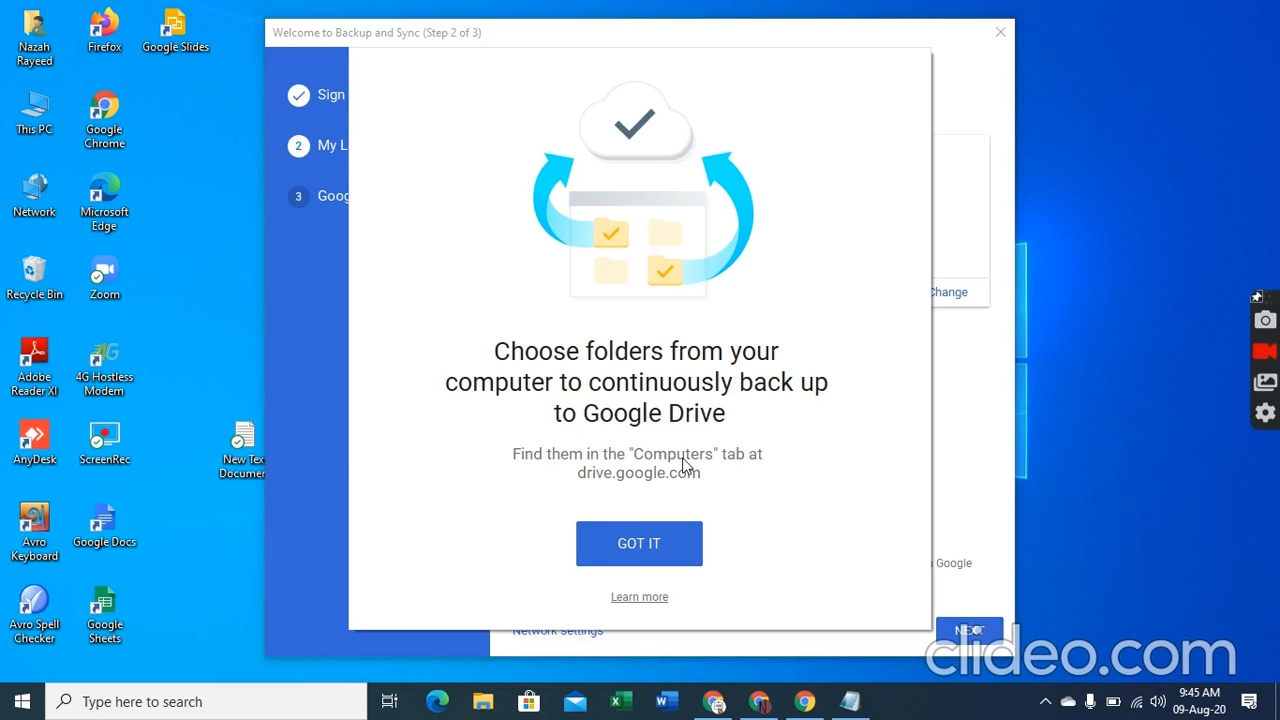 Nazah
Rayeed
Firefox
Google Slides
This PC
Google
Chrome
Network
Microsoft
Edge
Recycle Bin
Zoom
Adobe
Reader XI
4G Hostless
Modem
AnyDesk
ScreenRec
New Tex
Documen
Avro
Keyboard
Google Docs
Avro Spell
Checker
Google
Sheets
Welcome to Backup and Sync (Step 2 of 3)
Sign
2 My L
3 Goog
Choose folders from your
computer to continuously back up
to Google Drive
Find them in the "Computers" tab at
drive.google.com
GOT IT
Learn more
Change
Google
Network settings
NEXT
clideo.com
Type here to search
9:45 AM
09-Aug-20